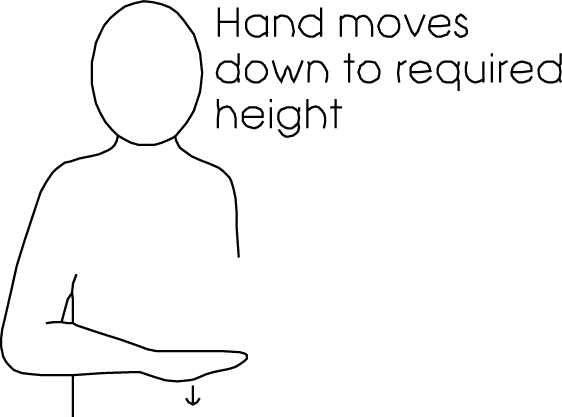 Hand moves
down to required
height